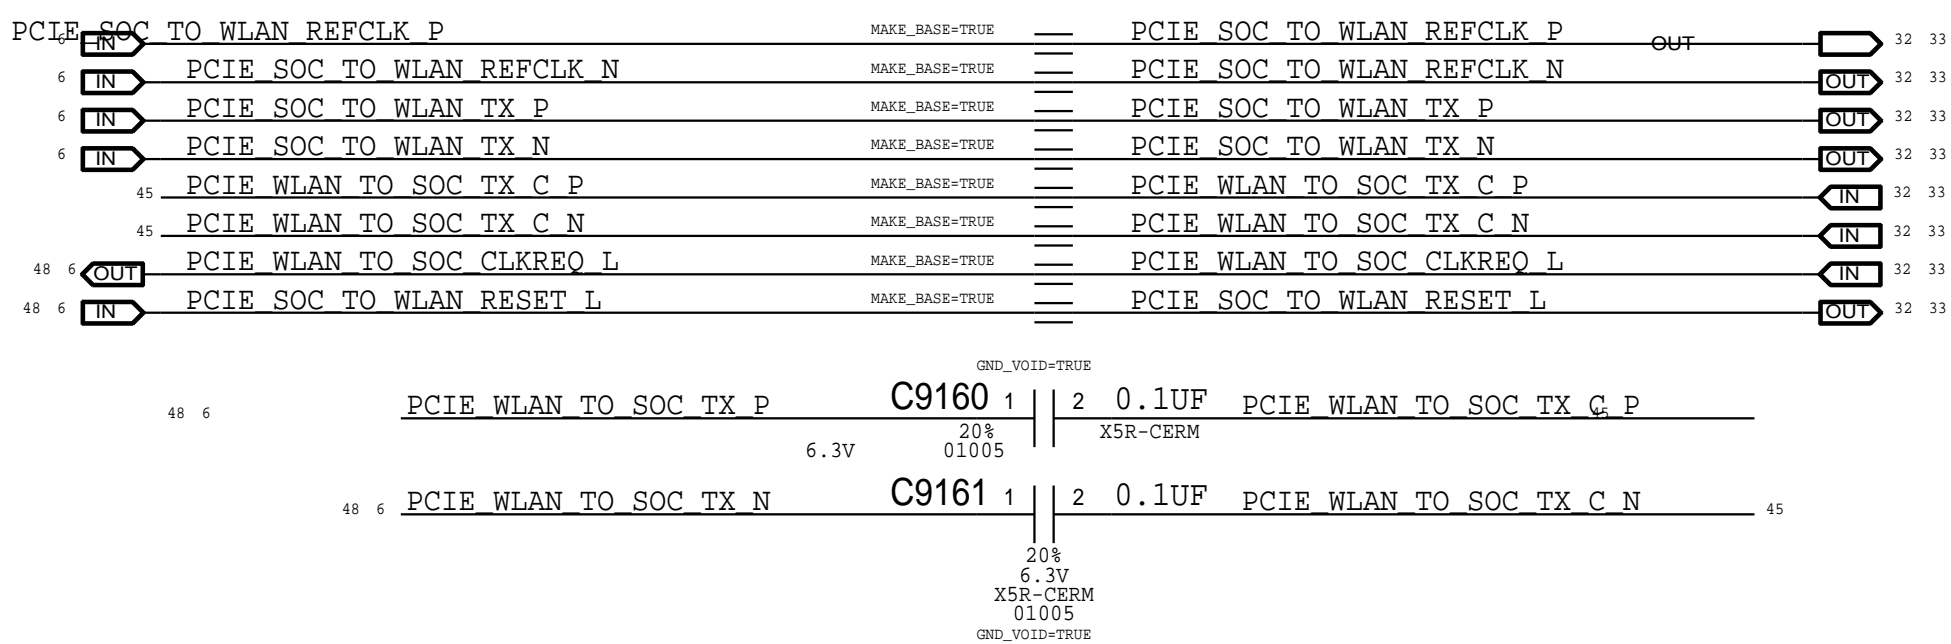 PCIE_SOC_TO_WLAN_REFCLK_P MAKE_BASE=TRUE PCIE_SOC_TO_WLAN_REFCLK_P OUT
6 IN 32 33
6 IN PCIE_SOC_TO_WLAN_REFCLK_N MAKE_BASE=TRUE PCIE_SOC_TO_WLAN_REFCLK_N OUT 32 33
6 IN PCIE_SOC_TO_WLAN_TX_P MAKE_BASE=TRUE PCIE_SOC_TO_WLAN_TX_P OUT 32 33
6 IN PCIE_SOC_TO_WLAN_TX_N MAKE_BASE=TRUE PCIE_SOC_TO_WLAN_TX_N OUT 32 33
45 PCIE_WLAN_TO_SOC_TX_C_P MAKE_BASE=TRUE PCIE_WLAN_TO_SOC_TX_C_P IN 32 33
45 PCIE_WLAN_TO_SOC_TX_C_N MAKE_BASE=TRUE PCIE_WLAN_TO_SOC_TX_C_N IN 32 33
48 6 OUT PCIE_WLAN_TO_SOC_CLKREQ_L MAKE_BASE=TRUE PCIE_WLAN_TO_SOC_CLKREQ_L IN 32 33
48 6 IN PCIE_SOC_TO_WLAN_RESET_L MAKE_BASE=TRUE PCIE_SOC_TO_WLAN_RESET_L OUT 32 33
GND_VOID=TRUE
48 6 PCIE_WLAN_TO_SOC_TX_P C9160 1 2 0.1UF PCIE_WLAN_TO_SOC_TX_C_P 45
20% X5R-CERM
6.3V 01005
48 6 PCIE_WLAN_TO_SOC_TX_N C9161 1 2 0.1UF PCIE_WLAN_TO_SOC_TX_C_N 45
20%
6.3V
X5R-CERM
01005
GND_VOID=TRUE